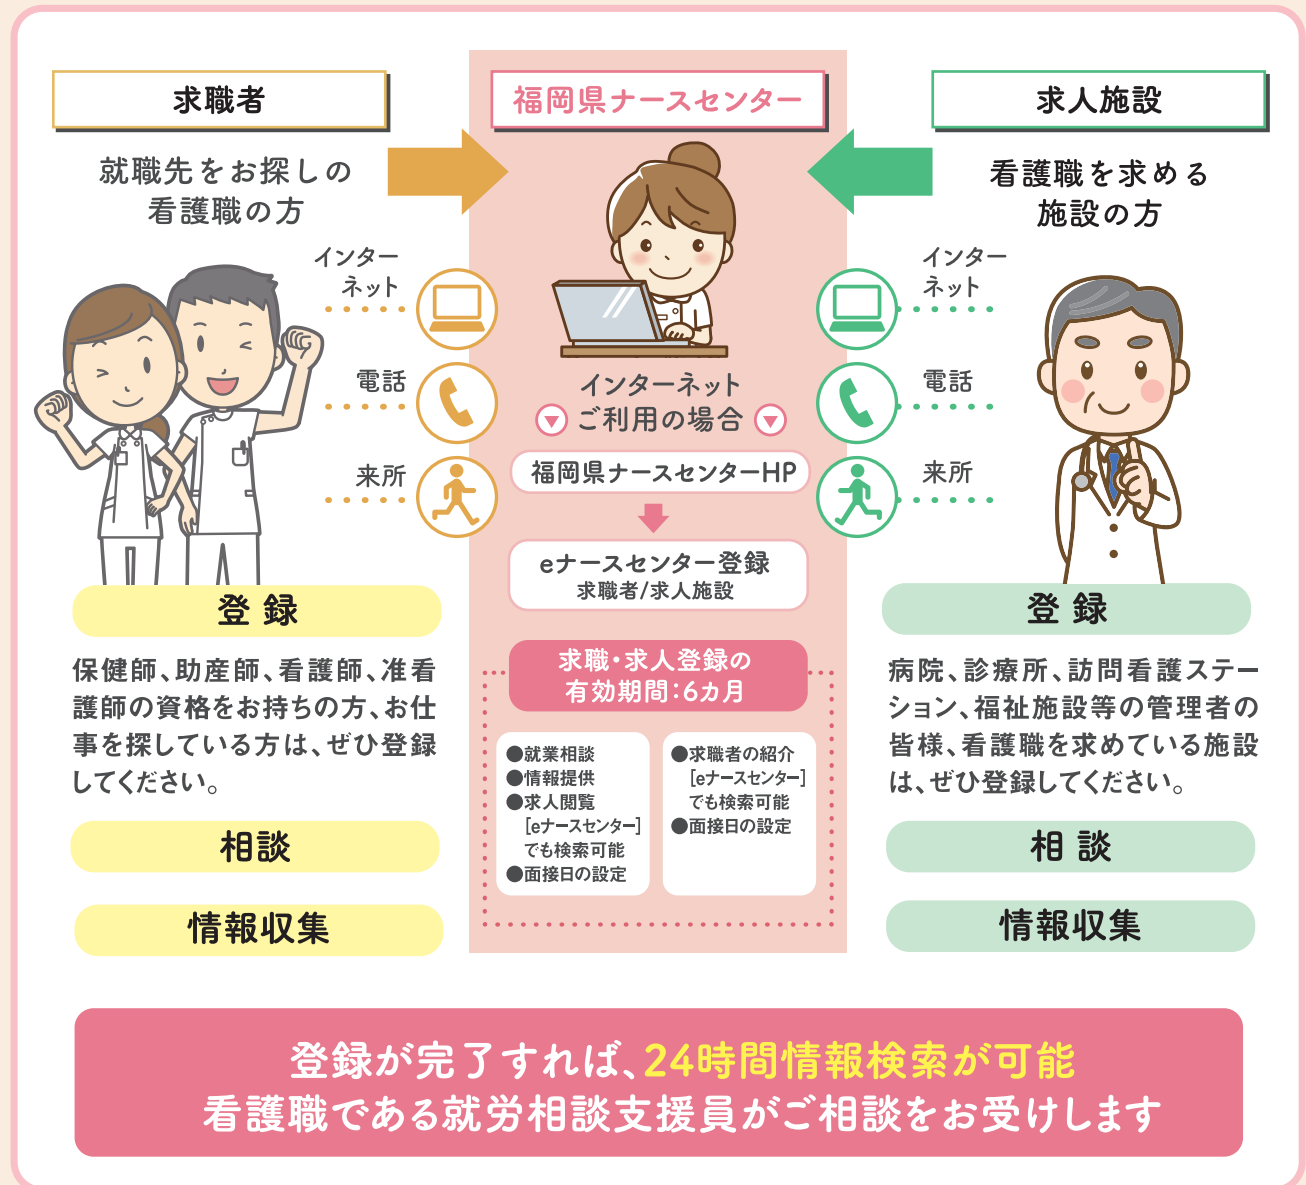 求職者
就職先をお探しの
看護職の方
インター
ネット
電話
来所
登 録
保健師、助産師、看護師、准看
護師の資格をお持ちの方、お仕
事を探している方は、ぜひ登録
してください。
相談
情報収集
福岡県ナースセンター
インターネット
ご利用の場合
福岡県ナースセンターHP
eナースセンター登録
求職者/求人施設
求職・求人登録の
有効期間:6カ月
●就業相談
●情報提供
●求人閲覧
[eナースセンター]
でも検索可能
●面接日の設定
●求職者の紹介
[eナースセンター]
でも検索可能
●面接日の設定
求人施設
看護職を求める
施設の方
インター
ネット
電話
来所
登 録
病院、診療所、訪問看護ステー
ション、福祉施設等の管理者の
皆様、看護職を求めている施設
は、ぜひ登録してください。
相 談
情報収集
登録が完了すれば、24時間情報検索が可能
看護職である就労相談支援員がご相談をお受けします